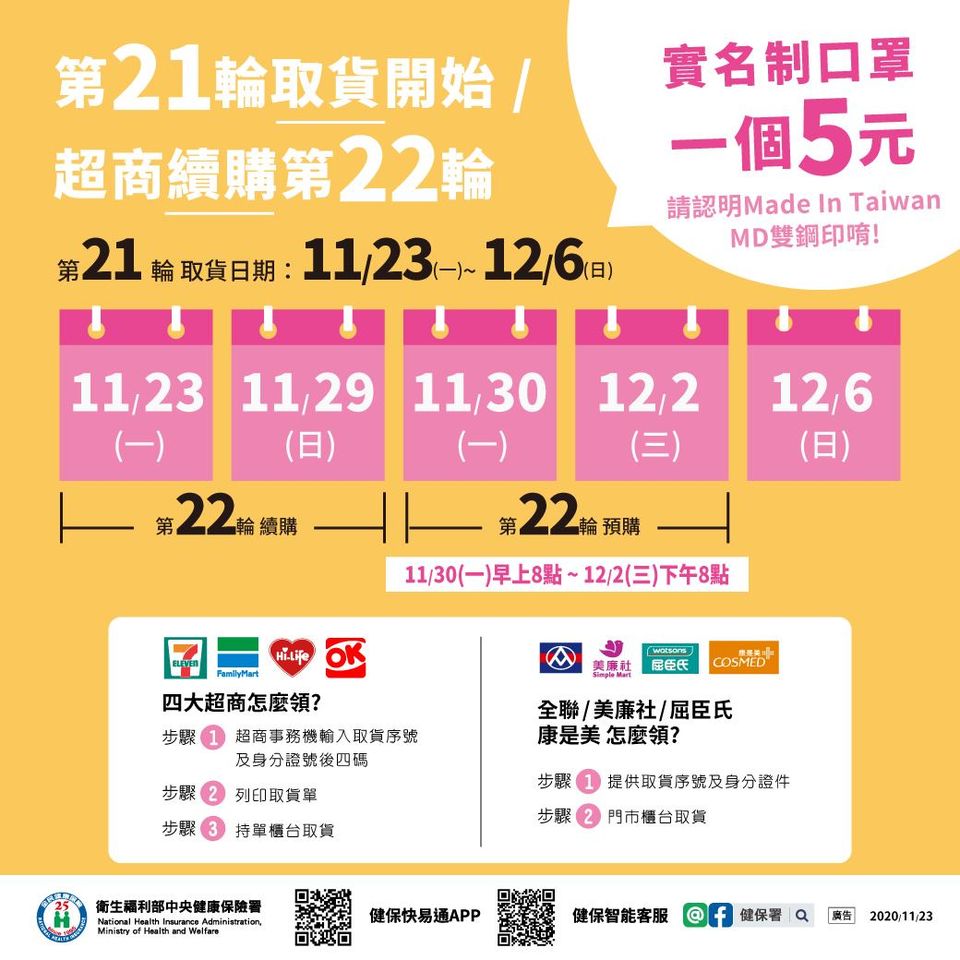 第21輪取貨開始 /
超商續購第22輪
實名制口罩
一個5元
請認明Made In Taiwan
MD雙鋼印唷!
第21輪 取貨日期：11/23(一)~ 12/6(日)
11/23
(一)
11/29
(日)
11/30
(一)
12/2
(三)
12/6
(日)
第22輪 續購
第22輪 預購
11/30(一)早上8點 ~ 12/2(三)下午8點
7 ELEVEN
FamilyMart
Hi-Life
OK
四大超商怎麼領?
步驟 1 超商事務機輸入取貨序號
及身分證號後四碼
步驟 2 列印取貨單
步驟 3 持單櫃台取貨
美廉社
Simple Mart
watsons
屈臣氏
康是美
COSMED
全聯/美廉社/屈臣氏
康是美 怎麼領?
步驟 1 提供取貨序號及身分證件
步驟 2 門市櫃台取貨
25
衛生福利部中央健康保險署
National Health Insurance Administration,
Ministry of Health and Welfare
健保快易通APP
健保智能客服
健保署
廣告
2020/11/23